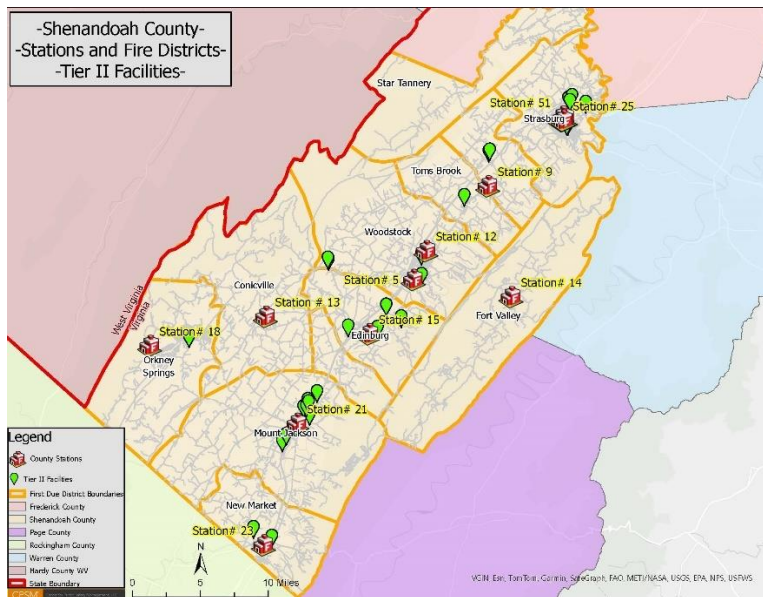 -Shenandoah County-
-Stations and Fire Districts-
-Tier II Facilities-
Star Tannery
Station# 51
Station# 25
Strasburg
Toms Brook
Station# 9
Woodstock
Station# 12
Station# 5
Conicville
Station # 13
Station # 14
Fort Valley
West Virginia
Virginia
Station# 18
Orkney
Springs
Station# 15
Edinburg
Station# 21
Mount Jackson
New Market
Station# 23
Legend
County Stations
Tier II Facilities
First Due District Boundaries
Frederick County
Shenandoah County
Page County
Rockingham County
Warren County
Hardy County WV
State Boundary
CPSM
N
0 5 10 Miles
VGIN, Esri, TomTom, Garmin, SafeGraph, FAO, METI/NASA, USGS, EPA, NPS, USFWS